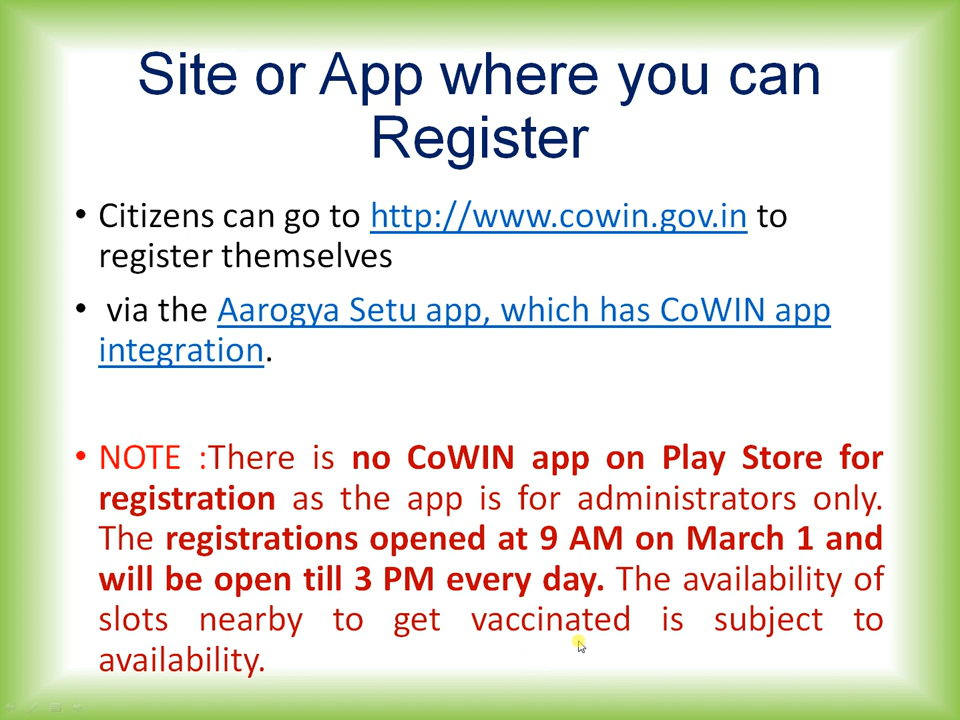 Site or App where you can
Register
• Citizens can go to http://www.cowin.gov.in to
register themselves
• via the Aarogya Setu app, which has CoWIN app
integration.
• NOTE :There is no CoWIN app on Play Store for
registration as the app is for administrators only.
The registrations opened at 9 AM on March 1 and
will be open till 3 PM every day. The availability of
slots nearby to get vaccinated is subject to
availability.